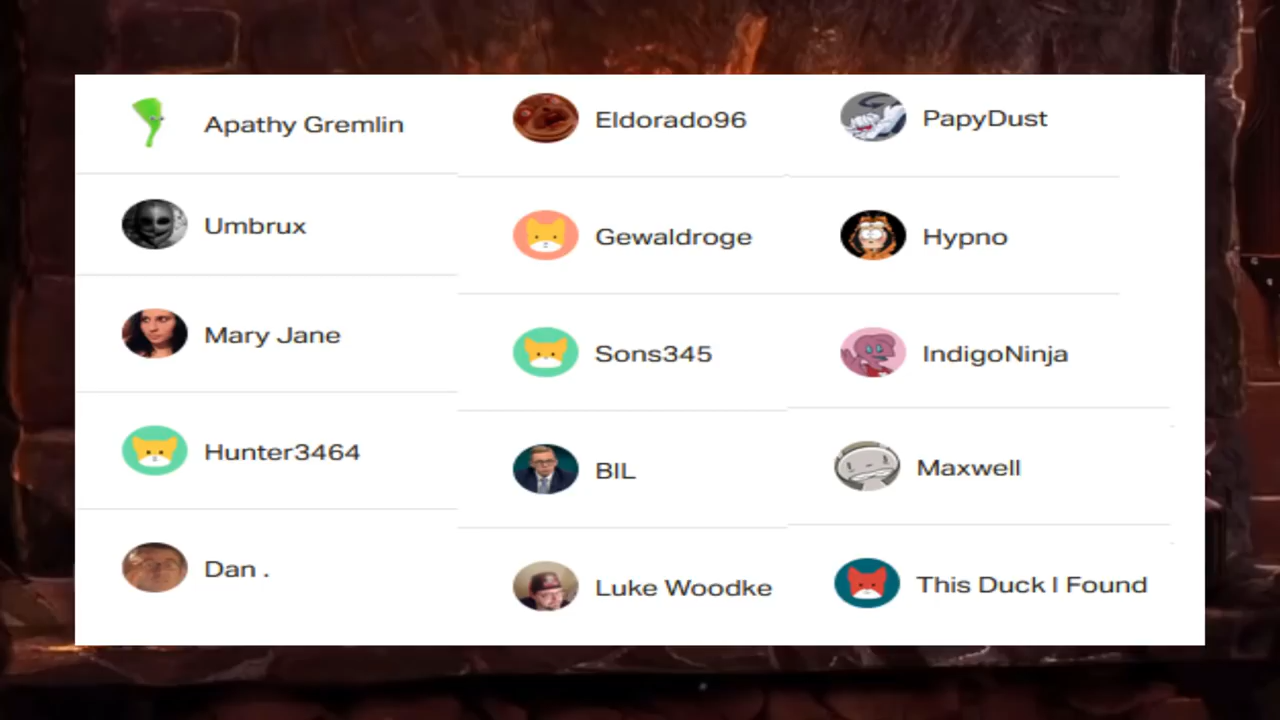 Apathy Gremlin
Umbrux
Mary Jane
Hunter3464
Dan .
Eldorado96
Gewaldroge
Sons345
BIL
Luke Woodke
PapyDust
Hypno
IndigoNinja
Maxwell
This Duck I Found